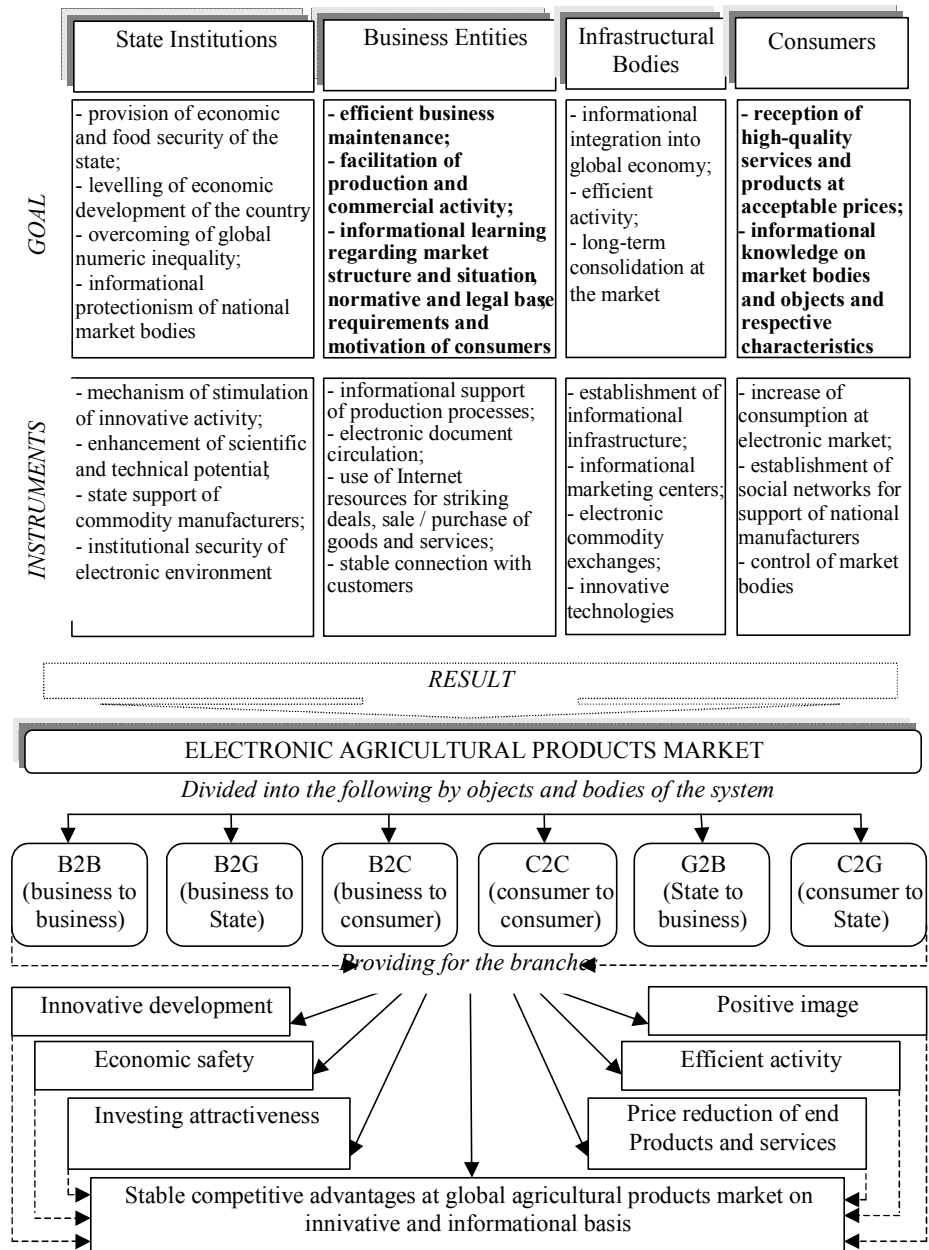 State Institutions
Business Entities
Infrastructural
Bodies
Consumers
GOAL
- provision of economic
and food security of the
state;
- levelling of economic
development of the country
- overcoming of global
numeric inequality;
- informational
protectionism of national
market bodies
- efficient business
maintenance;
- facilitation of
production and
commercial activity;
- informational learning
regarding market
structure and situation,
normative and legal base,
requirements and
motivation of consumers
- informational
integration into
global economy;
- efficient
activity;
- long-term
consolidation at
the market
- reception of
high-quality
services and
products at
acceptable prices;
- informational
knowledge on
market bodies
and objects and
respective
characteristics
INSTRUMENTS
- mechanism of stimulation
of innovative activity;
- enhancement of scientific
and technical potential;
- state support of
commodity manufacturers;
- institutional security of
electronic environment
- informational support
of production processes;
- electronic document
circulation;
- use of Internet
resources for striking
deals, sale / purchase of
goods and services;
- stable connection with
customers
- establishment of
informational
infrastructure;
- informational
marketing centers;
- electronic
commodity
exchanges;
- innovative
technologies
- increase of
consumption at
electronic market;
- establishment of
social networks for
support of national
manufacturers
- control of market
bodies
RESULT
ELECTRONIC AGRICULTURAL PRODUCTS MARKET
Divided into the following by objects and bodies of the system
B2B
(business to
business)
B2G
(business to
State)
B2C
(business to
consumer)
C2C
(consumer to
consumer)
G2B
(State to
business)
C2G
(consumer to
State)
Providing for the branches
Innovative development
Positive image
Economic safety
Efficient activity
Investing attractiveness
Price reduction of end
Products and services
Stable competitive advantages at global agricultural products market on
innivative and informational basis